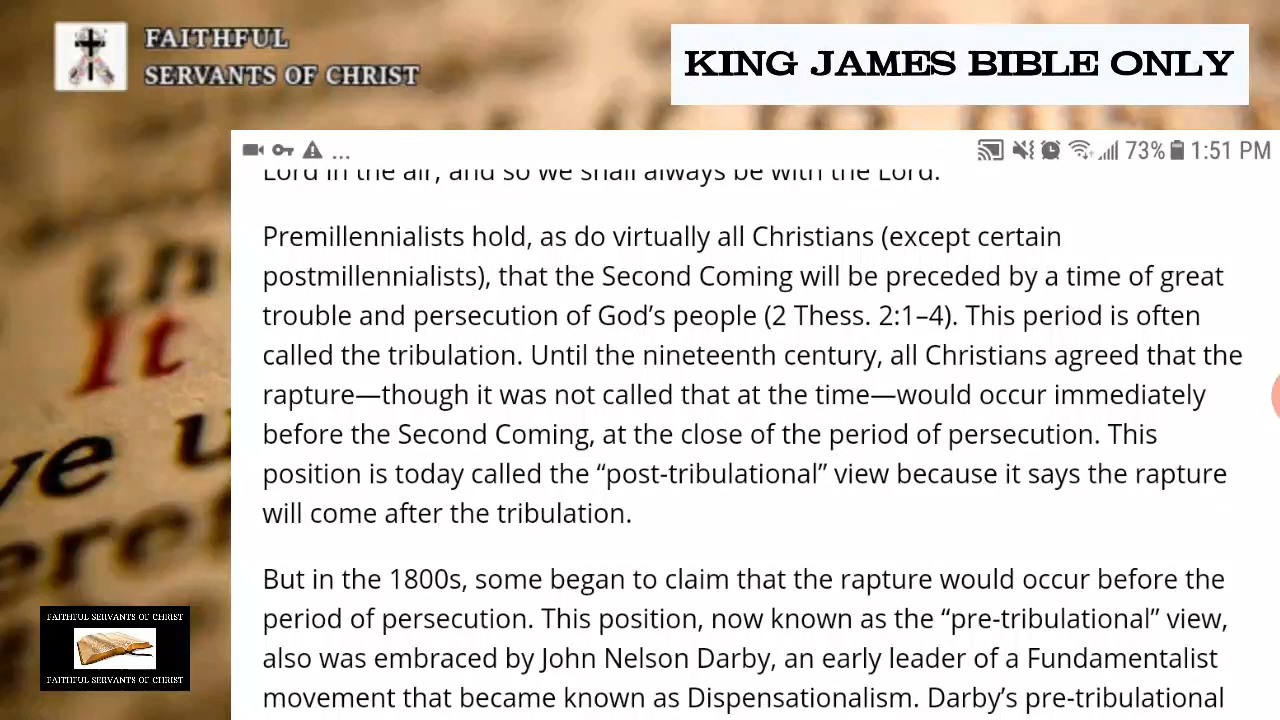 FAITHFUL
SERVANTS OF CHRIST
KING JAMES BIBLE ONLY
... 73% 1:51 PM
Lord in the air, and so we shall always be with the Lord.
Premillennialists hold, as do virtually all Christians (except certain
postmillennialists), that the Second Coming will be preceded by a time of great
trouble and persecution of God’s people (2 Thess. 2:1–4). This period is often
called the tribulation. Until the nineteenth century, all Christians agreed that the
rapture—though it was not called that at the time—would occur immediately
before the Second Coming, at the close of the period of persecution. This
position is today called the “post-tribulational” view because it says the rapture
will come after the tribulation.
But in the 1800s, some began to claim that the rapture would occur before the
period of persecution. This position, now known as the “pre-tribulational” view,
also was embraced by John Nelson Darby, an early leader of a Fundamentalist
movement that became known as Dispensationalism. Darby’s pre-tribulational
It
FAITHFUL SERVANTS OF CHRIST
FAITHFUL SERVANTS OF CHRIST